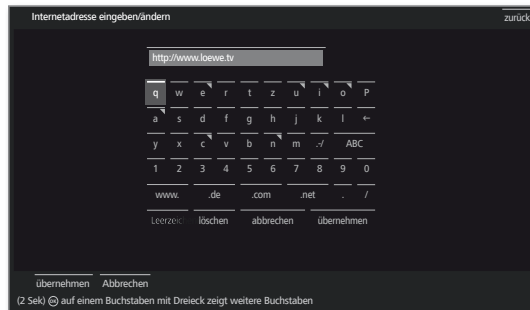 Internetadresse eingeben/ändern zurück
http://www.loewe.tv
q w e r t z u i o P
a s d f g h j k l ←
y x c v b n m .-/ ABC
1 2 3 4 5 6 7 8 9 0
www. .de .com .net . /
Leerzeich löschen abbrechen übernehmen
übernehmen Abbrechen
(2 Sek) OK auf einem Buchstaben mit Dreieck zeigt weitere Buchstaben